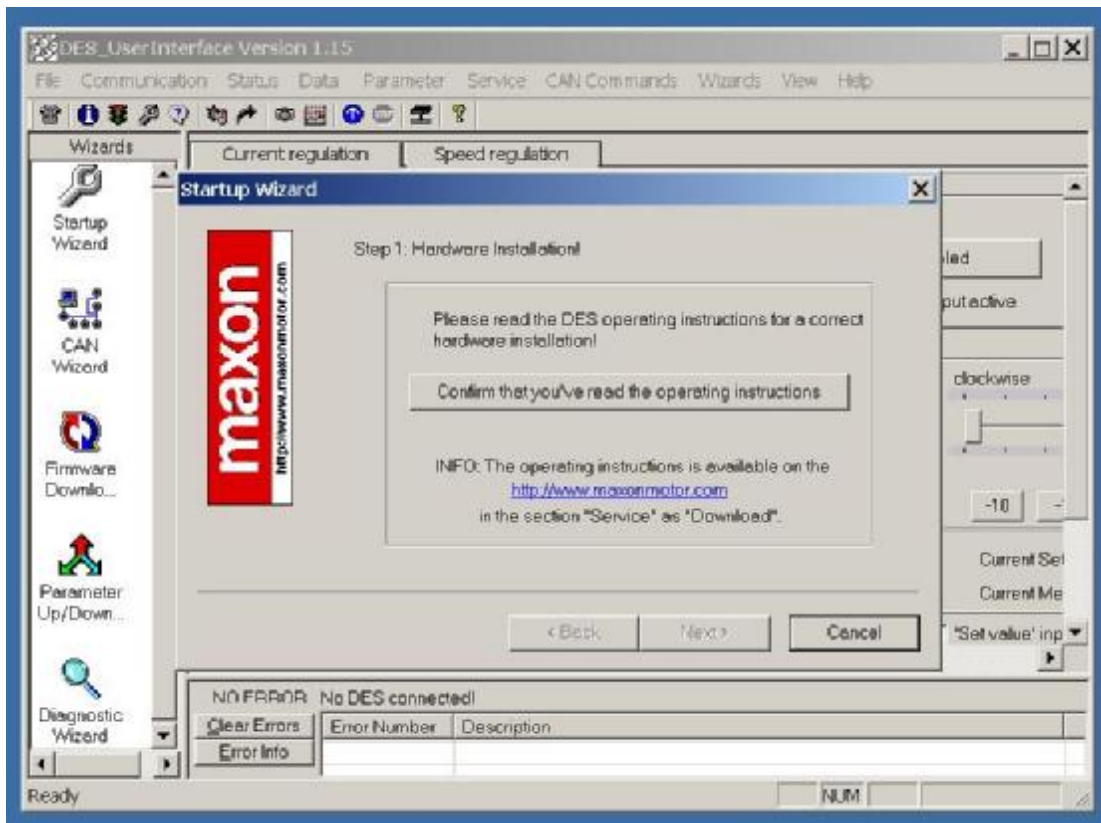 DES_UserInterface Version 1.15
File Communication Status Data Parameter Service CAN Commands Wizards View Help
Wizards
Current regulation Speed regulation
Startup
Wizard
CAN
Wizard
Firmware
Downlo...
Parameter
Up/Down...
Diagnostic
Wizard
Startup Wizard
maxon
http://www.maxonmotor.com
Step 1: Hardware Installation!
Please read the DES operating instructions for a correct
hardware installation!
Confirm that you've read the operating instructions
INFO: The operating instructions is available on the
http://www.maxonmotor.com
in the section "Service" as "Download".
< Back Next > Cancel
bled
put active
clockwise
-10 -
Current Set
Current Me
'Set value' inp
NO ERROR No DES connected!
Clear Errors Error Number Description
Error Info
Ready NUM